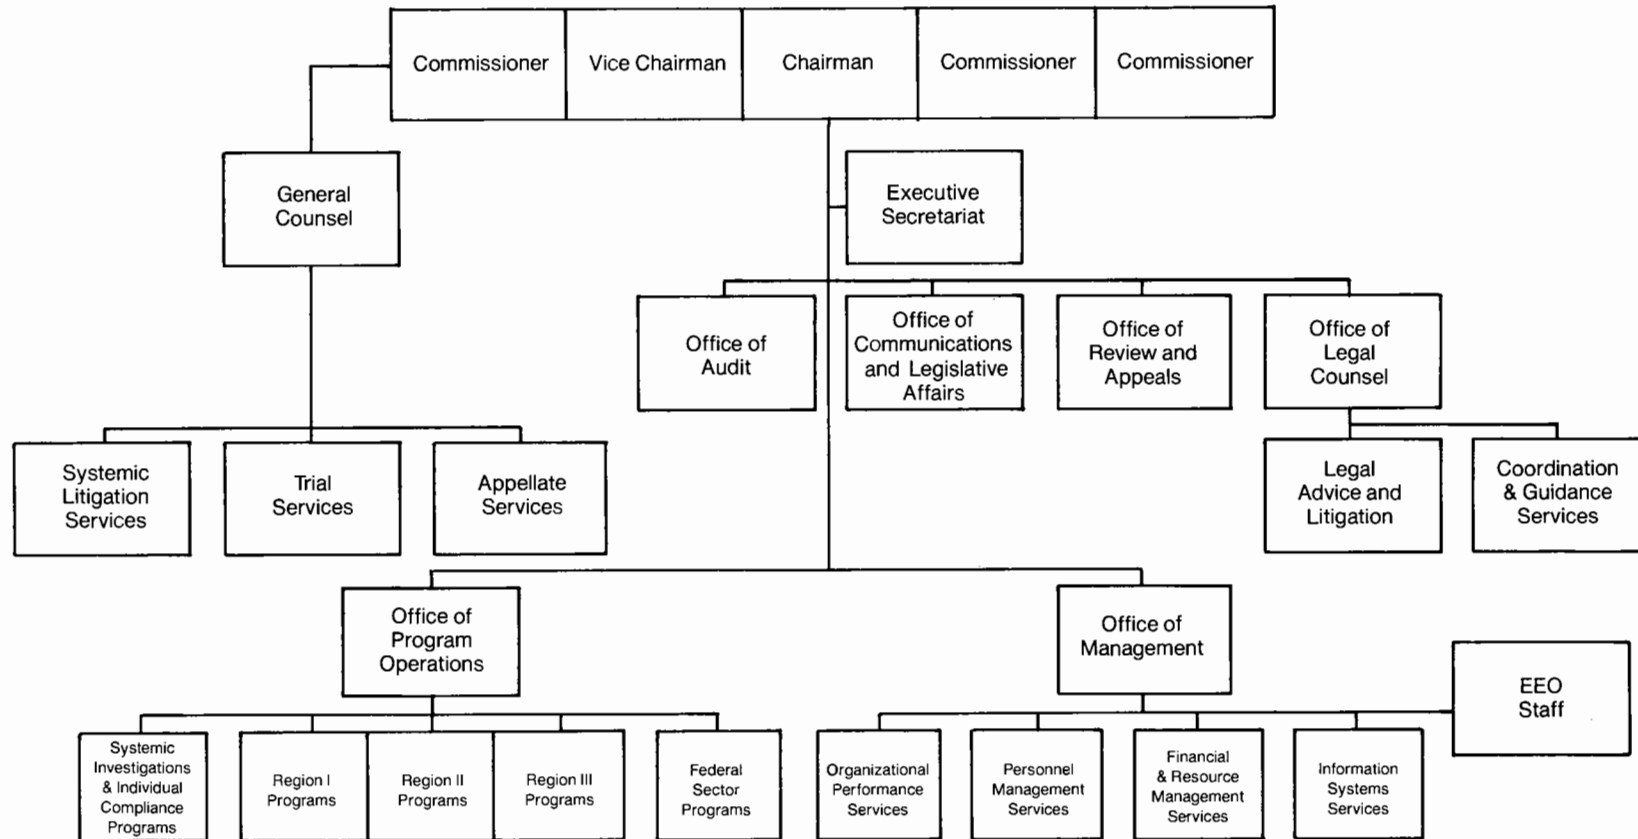 Commissioner
Vice Chairman
Chairman
Commissioner
Commissioner
General
Counsel
Executive
Secretariat
Office of
Audit
Office of
Communications
and Legislative
Affairs
Office of
Review and
Appeals
Office of
Legal
Counsel
Systemic
Litigation
Services
Trial
Services
Appellate
Services
Legal
Advice and
Litigation
Coordination
& Guidance
Services
Office of
Program
Operations
Office of
Management
EEO
Staff
Systemic
Investigations
& Individual
Compliance
Programs
Region I
Programs
Region II
Programs
Region III
Programs
Federal
Sector
Programs
Organizational
Performance
Services
Personnel
Management
Services
Financial
& Resource
Management
Services
Information
Systems
Services